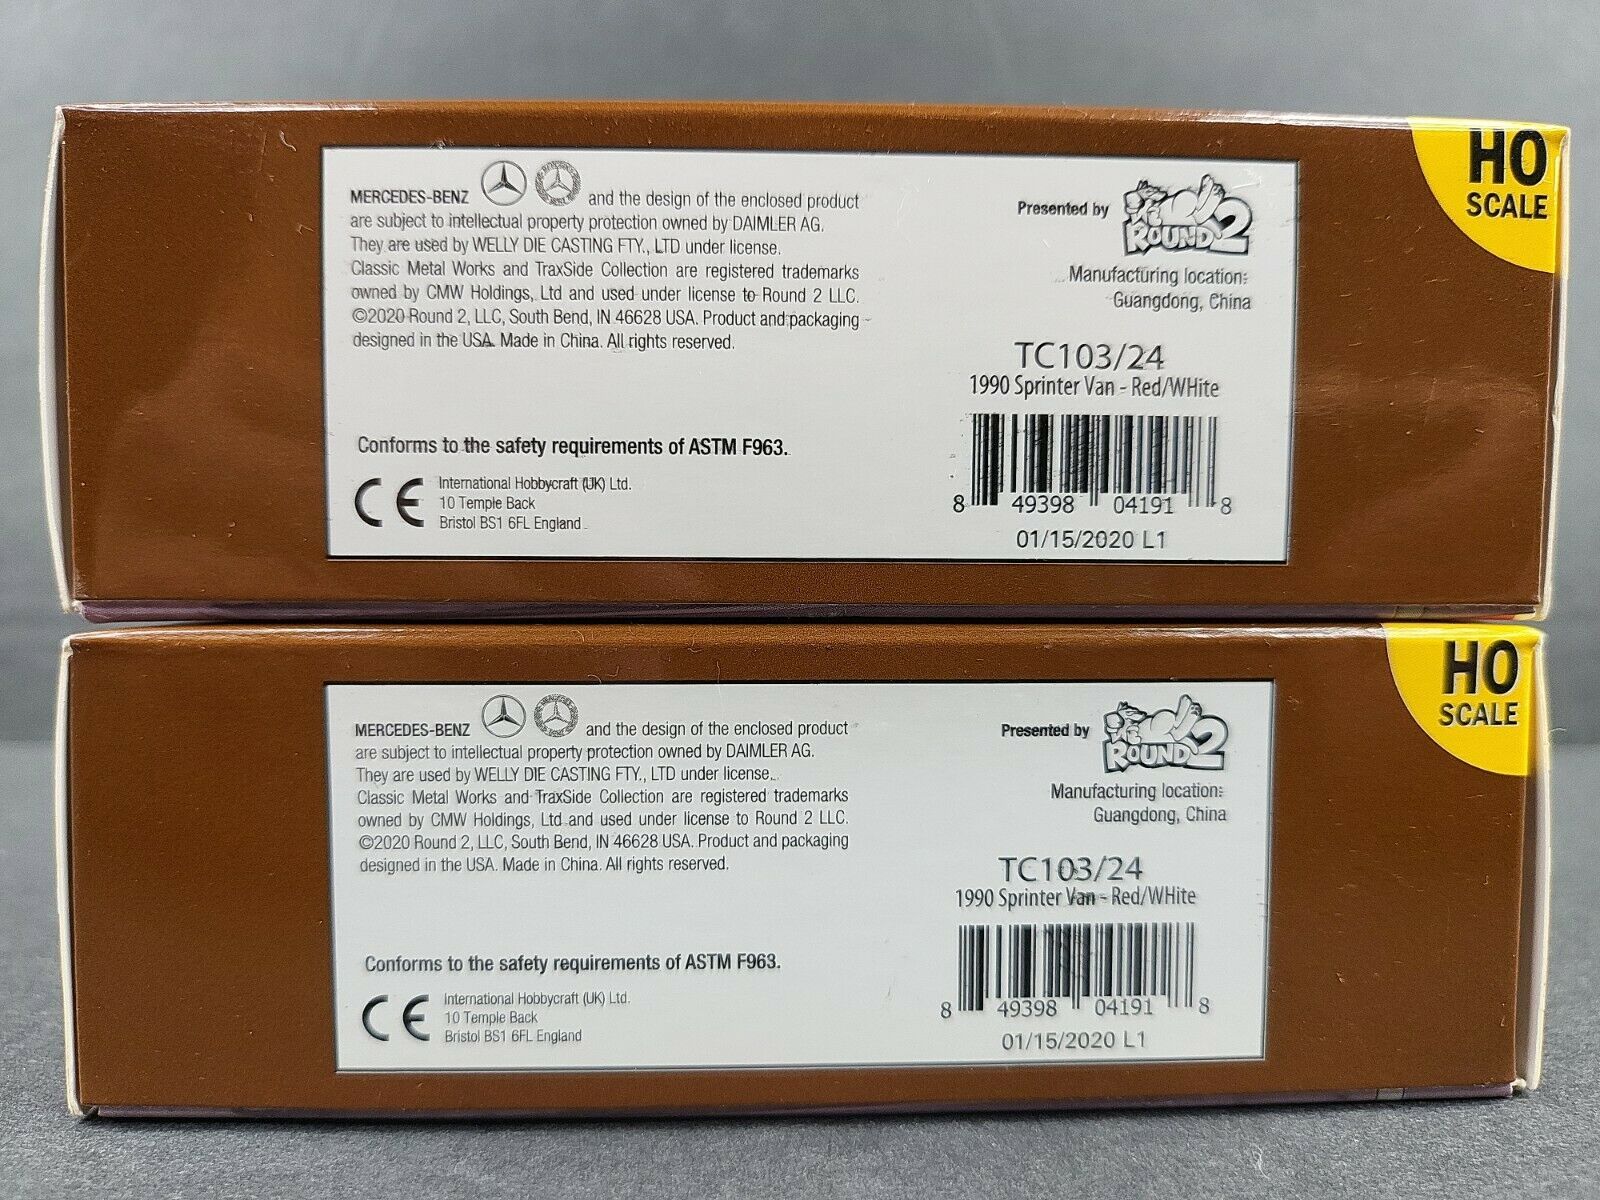 HO
SCALE
MERCEDES-BENZ and the design of the enclosed product
are subject to intellectual property protection owned by DAIMLER AG.
They are used by WELLY DIE CASTING FTY., LTD under license.
Classic Metal Works and TraxSide Collection are registered trademarks
owned by CMW Holdings, Ltd and used under license to Round 2 LLC.
©2020 Round 2, LLC, South Bend, IN 46628 USA. Product and packaging
designed in the USA. Made in China. All rights reserved.
Conforms to the safety requirements of ASTM F963.
CE
International Hobbycraft (UK) Ltd.
10 Temple Back
Bristol BS1 6FL England
Presented by ROUND 2
Manufacturing location:
Guangdong, China
TC103/24
1990 Sprinter Van - Red/WHite
8 49398 04191 8
01/15/2020 L1
HO
SCALE
MERCEDES-BENZ and the design of the enclosed product
are subject to intellectual property protection owned by DAIMLER AG.
They are used by WELLY DIE CASTING FTY., LTD under license.
Classic Metal Works and TraxSide Collection are registered trademarks
owned by CMW Holdings, Ltd and used under license to Round 2 LLC.
©2020 Round 2, LLC, South Bend, IN 46628 USA. Product and packaging
designed in the USA. Made in China. All rights reserved.
Conforms to the safety requirements of ASTM F963.
CE
International Hobbycraft (UK) Ltd.
10 Temple Back
Bristol BS1 6FL England
Presented by ROUND 2
Manufacturing location:
Guangdong, China
TC103/24
1990 Sprinter Van - Red/WHite
8 49398 04191 8
01/15/2020 L1